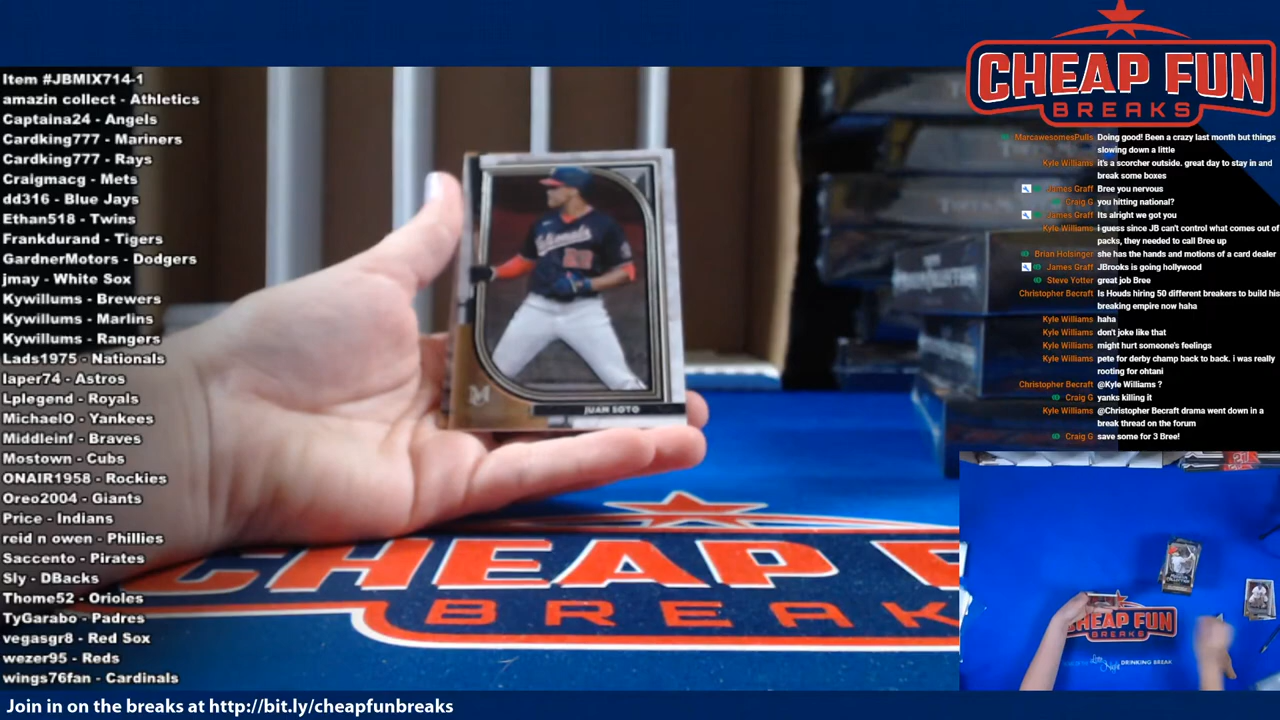 Item #JBMIX714-1
amazin collect - Athletics
Captaina24 - Angels
Cardking777 - Mariners
Cardking777 - Rays
Craigmacg - Mets
dd316 - Blue Jays
Ethan518 - Twins
Frankdurand - Tigers
GardnerMotors - Dodgers
jmay - White Sox
Kywillums - Brewers
Kywillums - Marlins
Kywillums - Rangers
Lads1975 - Nationals
laper74 - Astros
Lplegend - Royals
MichaelO - Yankees
Middleinf - Braves
Mostown - Cubs
ONAIR1958 - Rockies
Oreo2004 - Giants
Price - Indians
reid n owen - Phillies
Saccento - Pirates
Sly - DBacks
Thome52 - Orioles
TyGarabo - Padres
vegasgr8 - Red Sox
wezer95 - Reds
wings76fan - Cardinals
Join in on the breaks at http://bit.ly/cheapfunbreaks
JUAN SOTO
CHEAP F
BREAK
CHEAP FUN
BREAKS
MarcawesomesPulls Doing good! Been a crazy last month but things
slowing down a little
Kyle Williams it's a scorcher outside. great day to stay in and
break some boxes
James Graff Bree you nervous
Craig G you hitting national?
James Graff Its alright we got you
Kyle Williams i guess since JB can't control what comes out of
packs, they needed to call Bree up
Brian Holsinger she has the hands and motions of a card dealer
James Graff JBrooks is going hollywood
Steve Yotter great job Bree
Christopher Becraft Is Houds hiring 50 different breakers to build his
breaking empire now haha
Kyle Williams haha
Kyle Williams don't joke like that
Kyle Williams might hurt someone's feelings
Kyle Williams pete for derby champ back to back. i was really
rooting for ohtani
Christopher Becraft @Kyle Williams ?
Craig G yanks killing it
Kyle Williams @Christopher Becraft drama went down in a
break thread on the forum
Craig G save some for 3 Bree!
CHEAP FUN
BREAKS
Late Night DRINKING BREAK